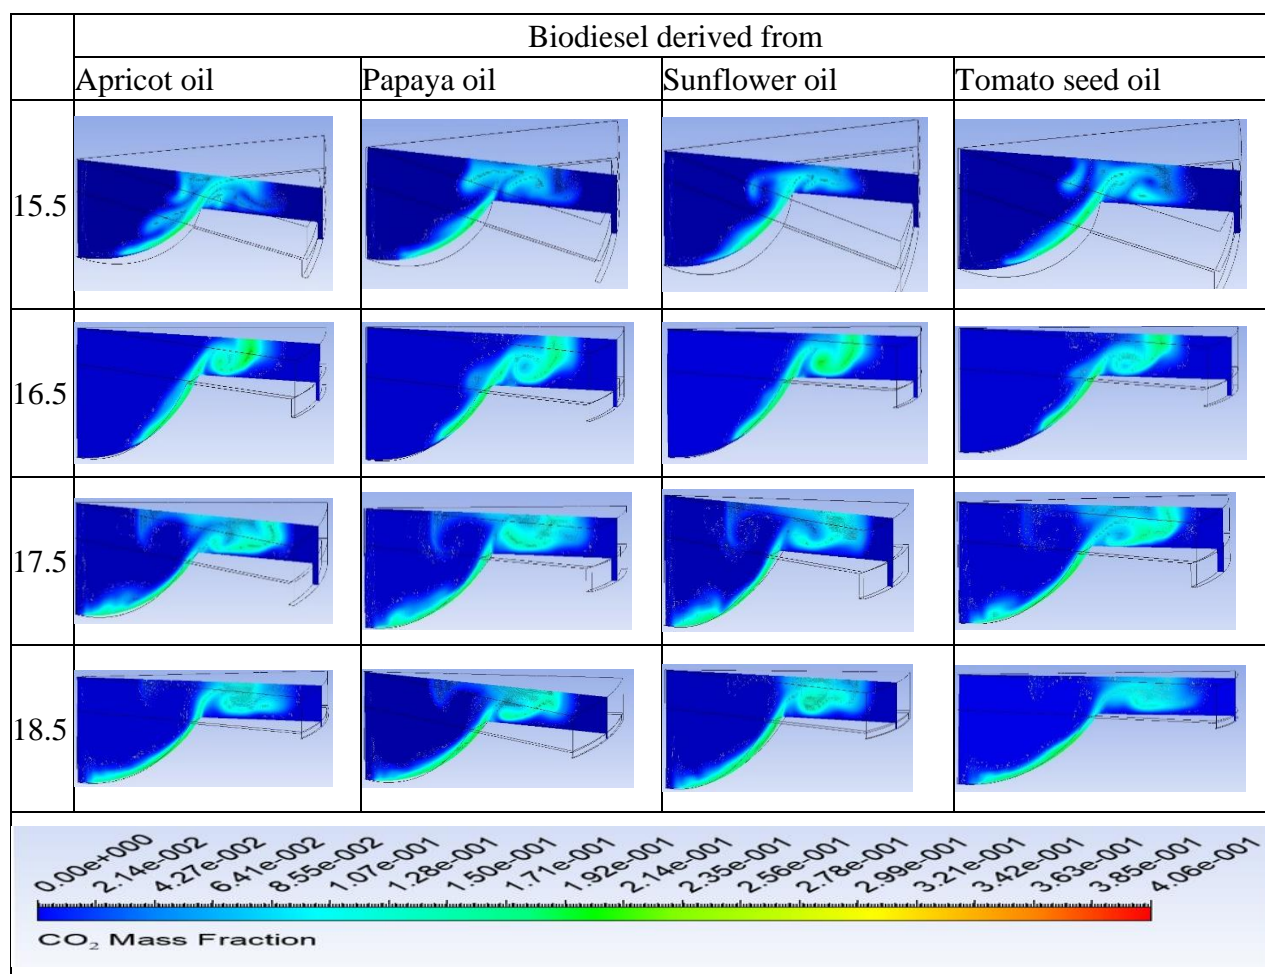 Biodiesel derived from
Apricot oil Papaya oil Sunflower oil Tomato seed oil
15.5
16.5
17.5
18.5
0.00e+000 2.14e-002 4.27e-002 6.41e-002 8.55e-002 1.07e-001 1.28e-001 1.50e-001 1.71e-001 1.92e-001 2.14e-001 2.35e-001 2.56e-001 2.78e-001 2.99e-001 3.21e-001 3.42e-001 3.63e-001 3.85e-001 4.06e-001
CO₂ Mass Fraction